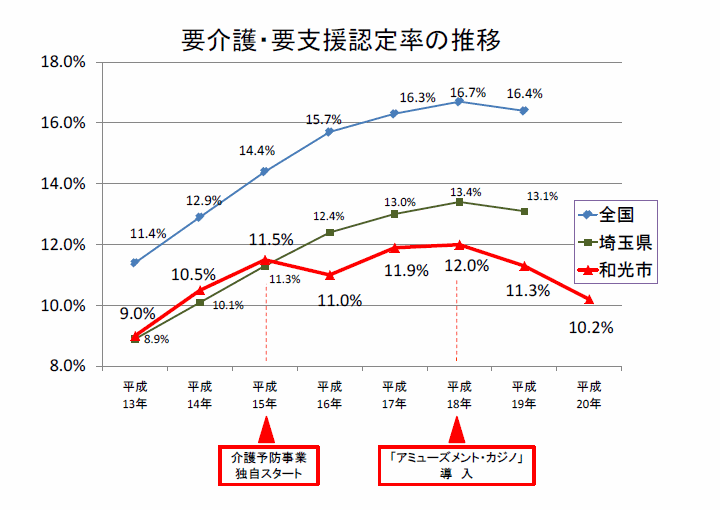 要介護・要支援認定率の推移
18.0%
16.0%
14.0%
12.0%
10.0%
8.0%
11.4%
12.9%
14.4%
15.7%
16.3%
16.7%
16.4%
8.9%
10.1%
11.3%
12.4%
13.0%
13.4%
13.1%
9.0%
10.5%
11.5%
11.0%
11.9%
12.0%
11.3%
10.2%
全国
埼玉県
和光市
平成
13年
平成
14年
平成
15年
平成
16年
平成
17年
平成
18年
平成
19年
平成
20年
介護予防事業
独自スタート
「アミューズメント・カジノ」
導 入